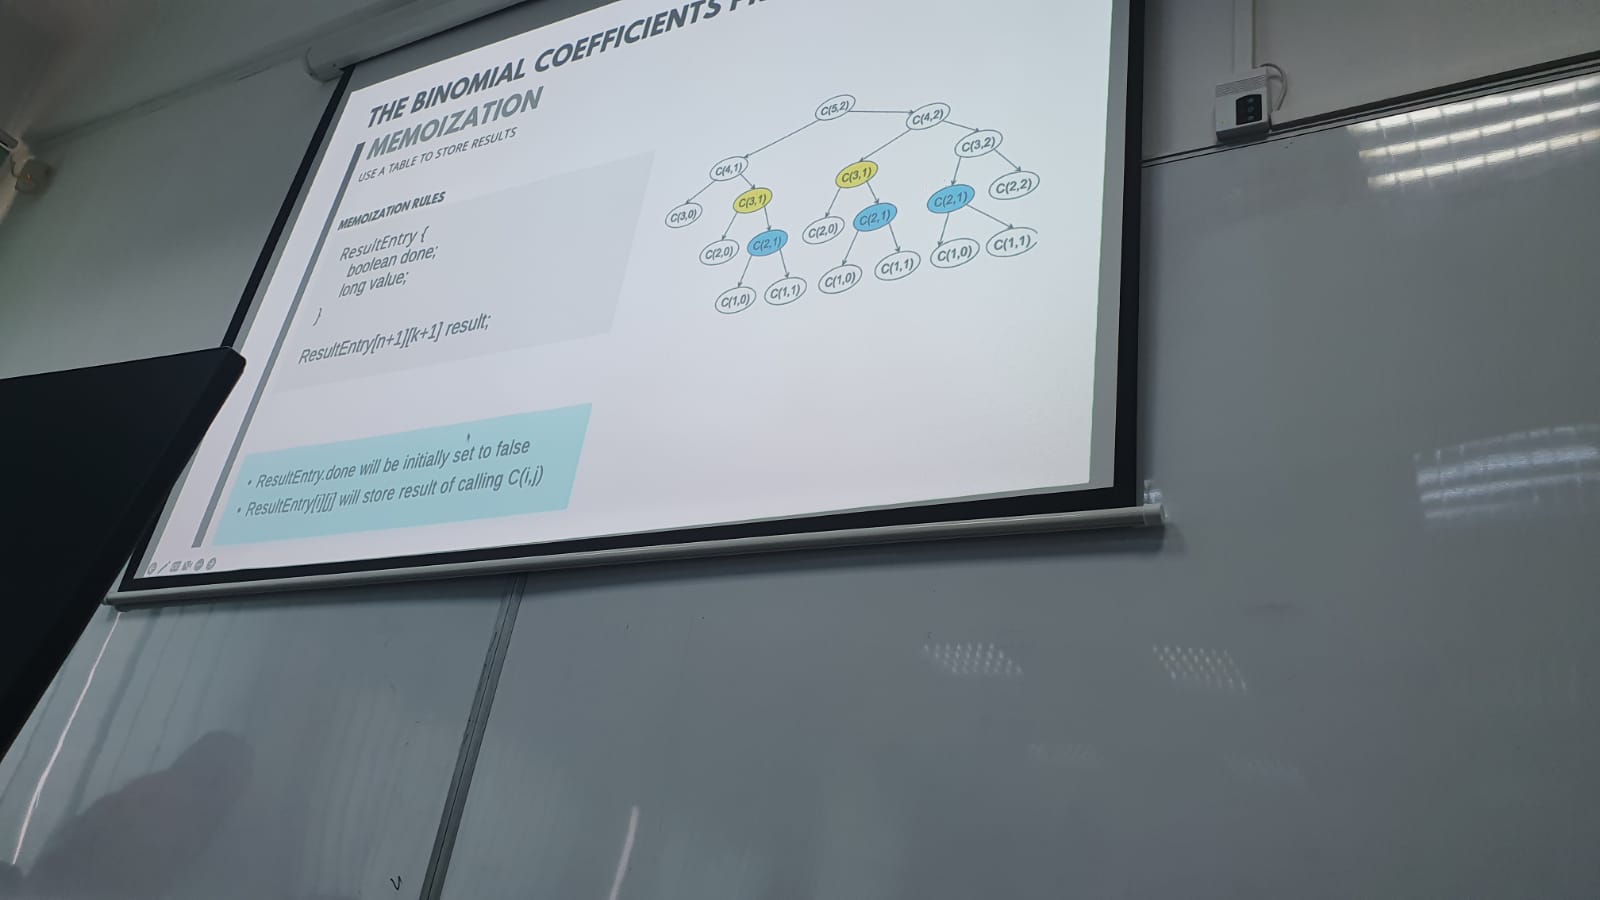 THE BINOMIAL COEFFICIENTS
MEMOIZATION
USE A TABLE TO STORE RESULTS
MEMOIZATION RULES
ResultEntry {
boolean done;
long value;
}
ResultEntry[n+1][k+1] result;
• ResultEntry.done will be initially set to false
• ResultEntry[i][j] will store result of calling C(i,j)
C(5,2)
C(4,2)
C(4,1)
C(3,1)
C(3,2)
C(3,0)
C(3,1)
C(2,1)
C(2,2)
C(2,0)
C(2,1)
C(2,0)
C(2,1)
C(1,0)
C(1,1)
C(1,0)
C(1,1)
C(1,0)
C(1,1)